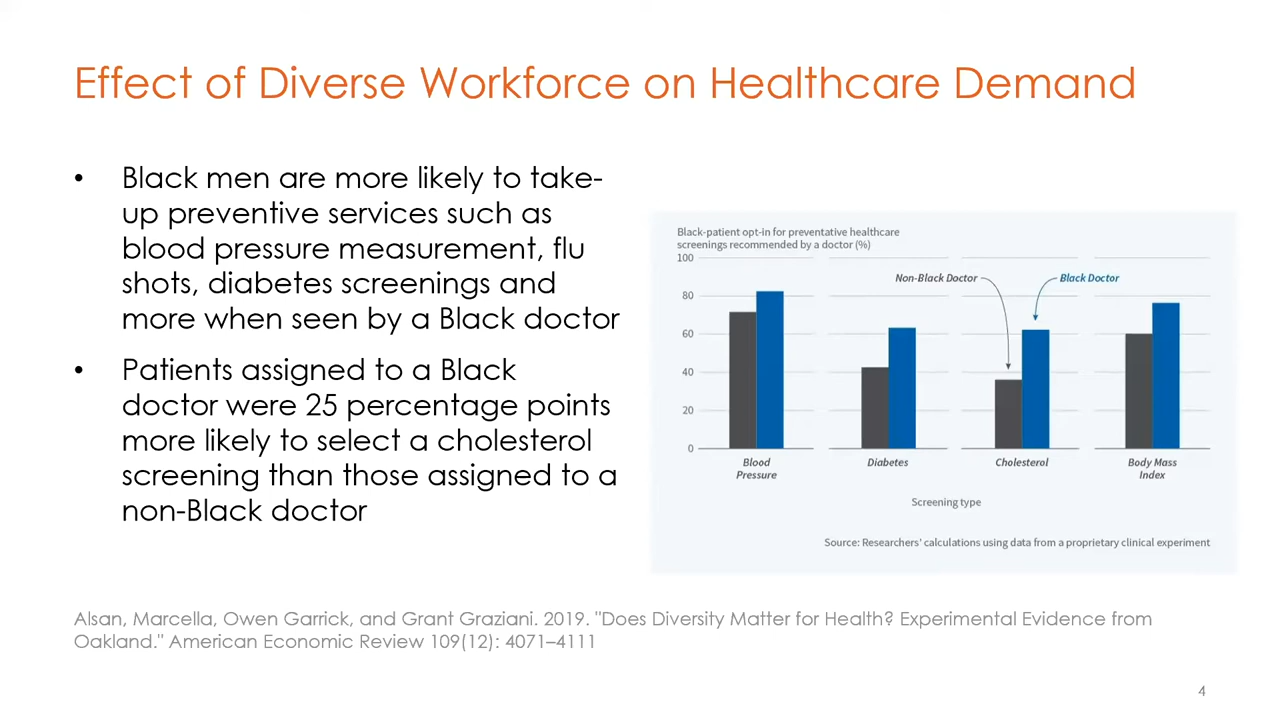 Effect of Diverse Workforce on Healthcare Demand
• Black men are more likely to take-
up preventive services such as
blood pressure measurement, flu
shots, diabetes screenings and
more when seen by a Black doctor
• Patients assigned to a Black
doctor were 25 percentage points
more likely to select a cholesterol
screening than those assigned to a
non-Black doctor
Black-patient opt-in for preventative healthcare
screenings recommended by a doctor (%)
100
Non-Black Doctor
Black Doctor
80
60
40
20
0
Blood
Pressure
Diabetes
Cholesterol
Body Mass
Index
Screening type
Source: Researchers' calculations using data from a proprietary clinical experiment
Alsan, Marcella, Owen Garrick, and Grant Graziani. 2019. "Does Diversity Matter for Health? Experimental Evidence from
Oakland." American Economic Review 109(12): 4071–4111
4